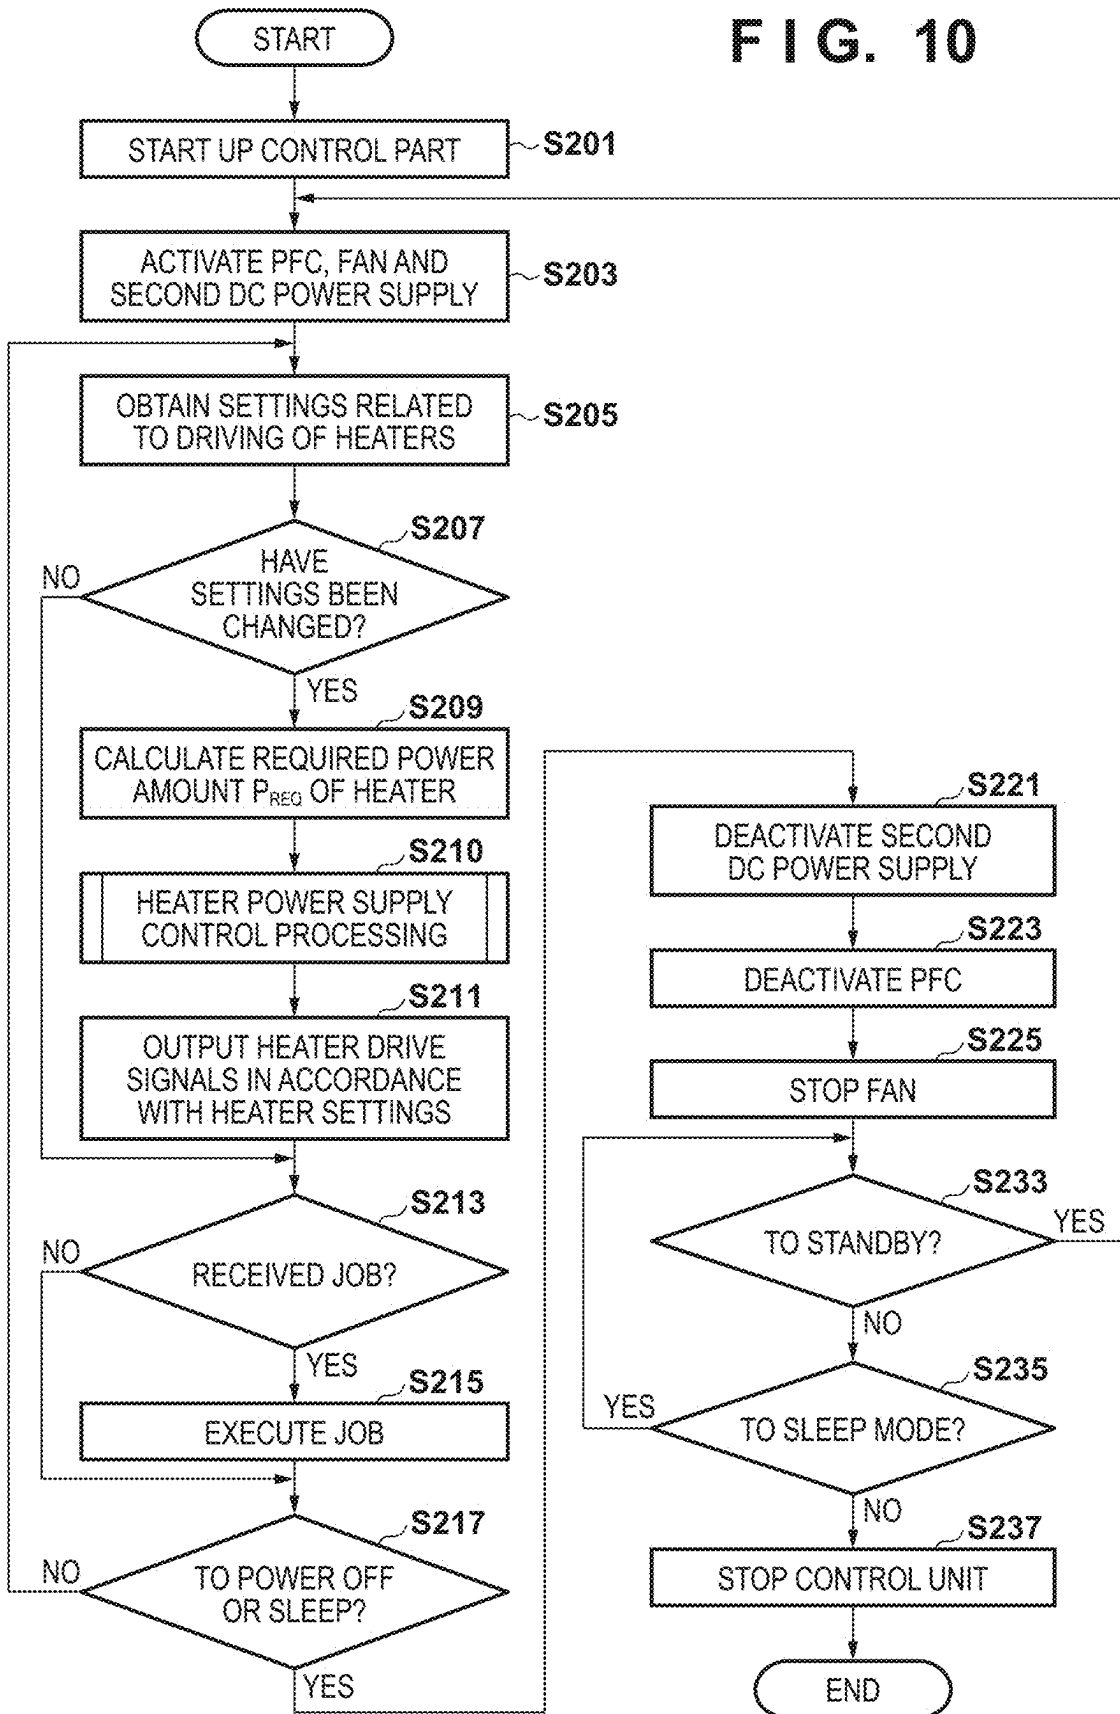 FIG. 10
START
START UP CONTROL PART
S201
ACTIVATE PFC, FAN AND
SECOND DC POWER SUPPLY
S203
OBTAIN SETTINGS RELATED
TO DRIVING OF HEATERS
S205
S207
HAVE
SETTINGS BEEN
CHANGED?
NO
YES
S209
CALCULATE REQUIRED POWER
AMOUNT PREQ OF HEATER
S210
HEATER POWER SUPPLY
CONTROL PROCESSING
S211
OUTPUT HEATER DRIVE
SIGNALS IN ACCORDANCE
WITH HEATER SETTINGS
S213
NO
RECEIVED JOB?
YES
S215
EXECUTE JOB
S217
NO
TO POWER OFF
OR SLEEP?
YES
S221
DEACTIVATE SECOND
DC POWER SUPPLY
S223
DEACTIVATE PFC
S225
STOP FAN
S233
TO STANDBY?
YES
NO
S235
YES
TO SLEEP MODE?
NO
S237
STOP CONTROL UNIT
END